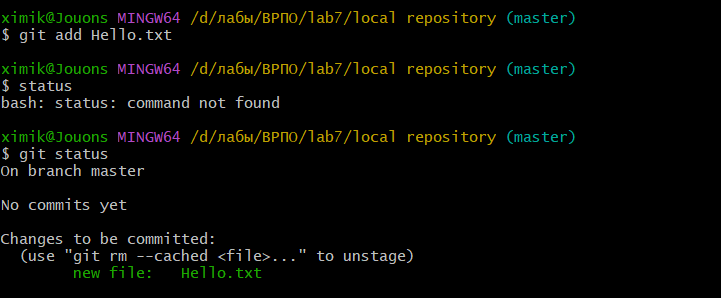 ximik@Jouons MINGW64 /d/лабы/ВРПО/lab7/local repository (master)
$ git add Hello.txt
ximik@Jouons MINGW64 /d/лабы/ВРПО/lab7/local repository (master)
$ status
bash: status: command not found
ximik@Jouons MINGW64 /d/лабы/ВРПО/lab7/local repository (master)
$ git status
On branch master
No commits yet
Changes to be committed:
  (use "git rm --cached <file>..." to unstage)
        new file:   Hello.txt